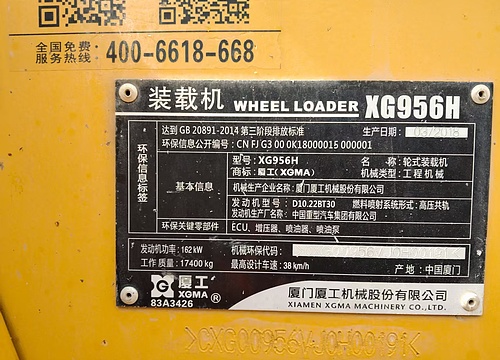 全国免费
服务热线：
400-6618-668
装载机 WHEEL LOADER XG956H
环保信息标签
达到 GB 20891-2014 第三阶段排放标准
生产日期： 03/2018
环保信息公开编号：CN FJ G3 00 0K18000015 000001
基本信息
型号：XG956H
名 称：轮式装载机
商标：厦工（XGMA）
机械类型：工程机械
机械生产企业名称：厦门厦工机械股份有限公司
发动机型号：D10.22BT30
燃料喷射系统形式：高压共轨
发动机生产厂名称：中国重型汽车集团有限公司
环保关键零部件
ECU、增压器、喷油器、喷油泵
发动机功率：162 kW
机械环保代码：
工作质量：17400 kg
最高设计车速：38 km/h
产 地：中国厦门
厦工
XGMA ®
83A3426
厦门厦工机械股份有限公司
XIAMEN XGMA MACHINERY CO.,LTD.